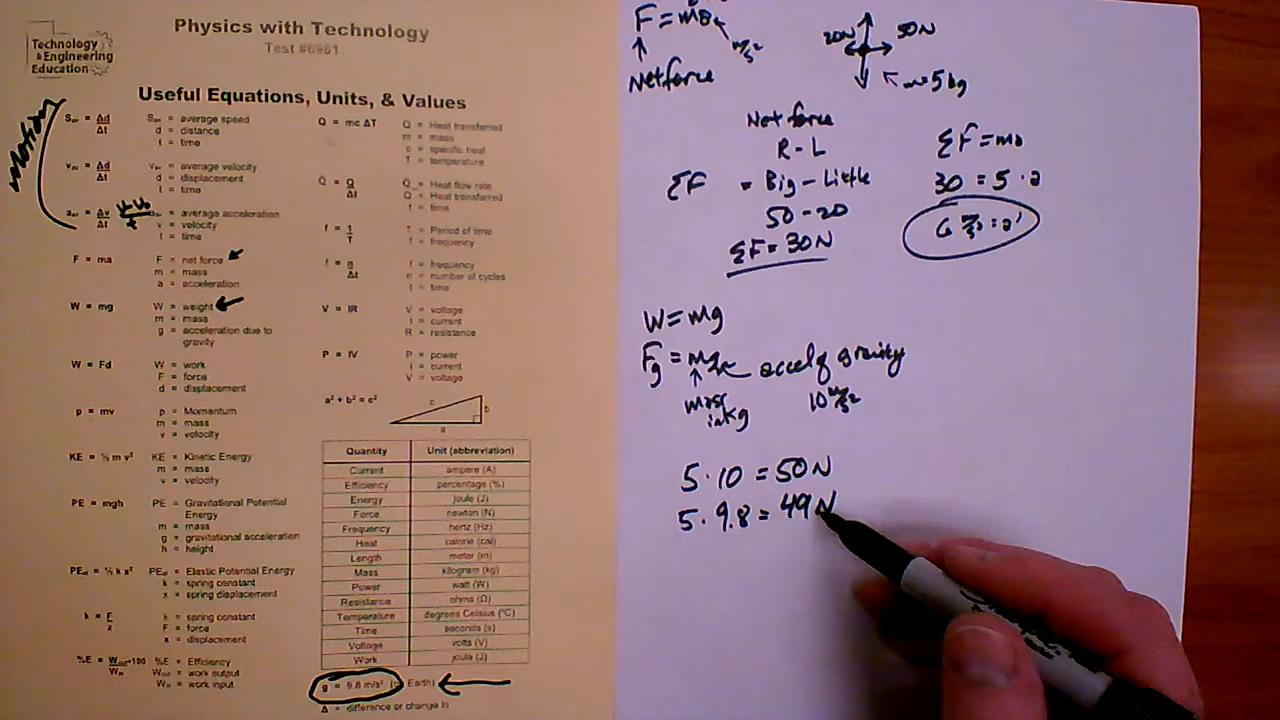 Physics with Technology
Test #6961
Technology & Engineering Education
Useful Equations, Units, & Values
motion
Sav = Δd/Δt
Sav = average speed
d = distance
t = time
vav = Δd/Δt
vav = average velocity
d = displacement
t = time
aav = Δv/Δt
aav = average acceleration
v = velocity
t = time
F = ma
F = net force
m = mass
a = acceleration
W = mg
W = weight
m = mass
g = acceleration due to
gravity
W = Fd
W = work
F = force
d = displacement
p = mv
p = Momentum
m = mass
v = velocity
KE = ½ m v²
KE = Kinetic Energy
m = mass
v = velocity
PE = mgh
PE = Gravitational Potential
Energy
m = mass
g = gravitational acceleration
h = height
PEel = ½ k x²
PEel = Elastic Potential Energy
k = spring constant
x = spring displacement
k = F/x
k = spring constant
F = force
x = displacement
%E = Wout/Win •100
%E = Efficiency
Wout = work output
Win = work input
Q = mc ΔT
Q = Heat transferred
m = mass
c = specific heat
T = temperature
Q = Q/Δt
Q = Heat flow rate
Q = Heat transferred
t = time
f = 1/T
T = Period of time
f = frequency
f = n/Δt
f = frequency
n = number of cycles
t = time
V = IR
V = voltage
I = current
R = resistance
P = IV
P = power
I = current
V = voltage
a² + b² = c²
c
b
a
Quantity Unit (abbreviation)
Current ampere (A)
Efficiency percentage (%)
Energy joule (J)
Force newton (N)
Frequency hertz (Hz)
Heat calorie (cal)
Length meter (m)
Mass kilogram (kg)
Power watt (W)
Resistance ohms (Ω)
Temperature degrees Celsius (°C)
Time seconds (s)
Voltage volts (V)
Work joule (J)
g = 9.8 m/s² Earth)
Δ = difference or change in
F = ma
m/s²
Net force
20N 50N
m=5kg
Net force
R - L
ΣF = Big - Little
50 - 20
ΣF = 30N
ΣF = ma
30 = 5 · a
6 m/s² = a
W = mg
Fg = mg accel of gravity
mass in kg
10 m/s²
5 · 10 = 50N
5 · 9.8 = 49N